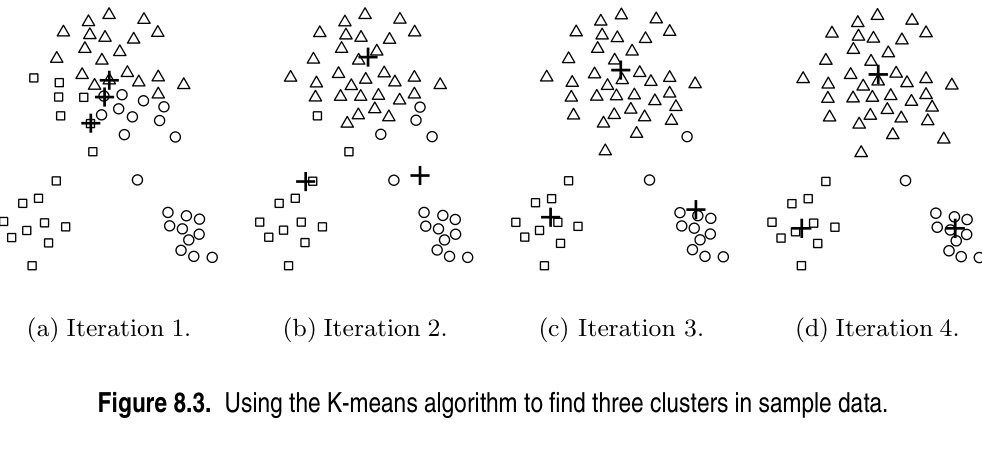 (a) Iteration 1.
(b) Iteration 2.
(c) Iteration 3.
(d) Iteration 4.
Figure 8.3. Using the K-means algorithm to find three clusters in sample data.